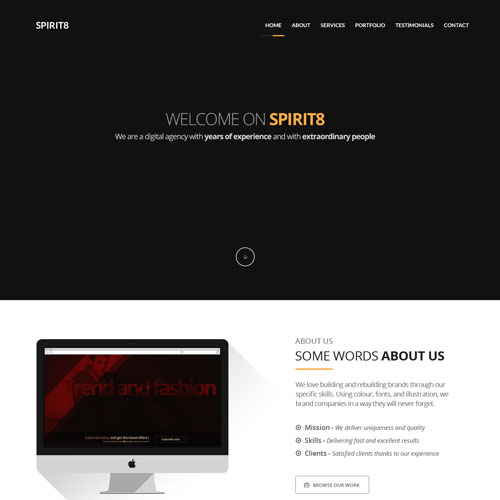 SPIRIT8
HOME ABOUT SERVICES PORTFOLIO TESTIMONIALS CONTACT
WELCOME ON SPIRIT8
We are a digital agency with years of experience and with extraordinary people
ABOUT US
SOME WORDS ABOUT US
We love building and rebuilding brands through our
specific skills. Using colour, fonts, and illustration, we
brand companies in a way they will never forget.
Mission - We deliver uniqueness and quality
Skills - Delivering fast and excellent results
Clients - Satisfied clients thanks to our experience
BROWSE OUR WORK
Trend and fashion